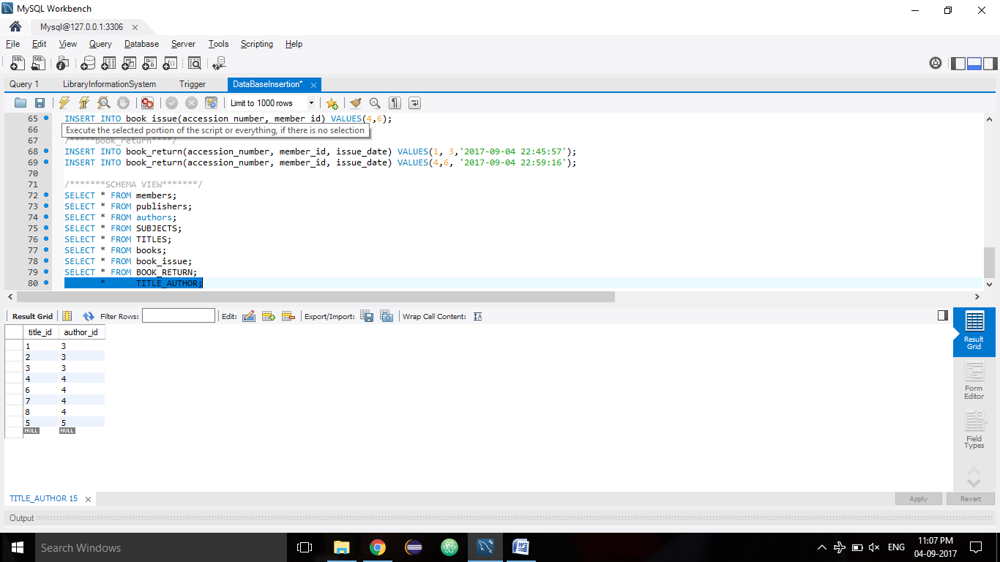 MySQL Workbench
Mysql@127.0.0.1:3306
File Edit View Query Database Server Tools Scripting Help
Query 1 LibraryInformationSystem Trigger DataBaseInsertion*
Limit to 1000 rows
65 INSERT INTO book_issue(accession_number, member_id) VALUES(4,6);
66
Execute the selected portion of the script or everything, if there is no selection
67 /*****book_return****/
68 INSERT INTO book_return(accession_number, member_id, issue_date) VALUES(1, 3,'2017-09-04 22:45:57');
69 INSERT INTO book_return(accession_number, member_id, issue_date) VALUES(4,6, '2017-09-04 22:59:16');
70
71 /*******SCHEMA VIEW*******/
72 SELECT * FROM members;
73 SELECT * FROM publishers;
74 SELECT * FROM authors;
75 SELECT * FROM SUBJECTS;
76 SELECT * FROM TITLES;
77 SELECT * FROM books;
78 SELECT * FROM book_issue;
79 SELECT * FROM BOOK_RETURN;
80 * TITLE_AUTHOR;
Result Grid Filter Rows: Edit: Export/Import: Wrap Cell Content:
title_id author_id
1 3
2 3
3 3
4 4
6 4
7 4
8 4
5 5
NULL NULL
Result
Grid
Form
Editor
Field
Types
TITLE_AUTHOR 15
Apply Revert
Output
Search Windows
ENG
11:07 PM
04-09-2017